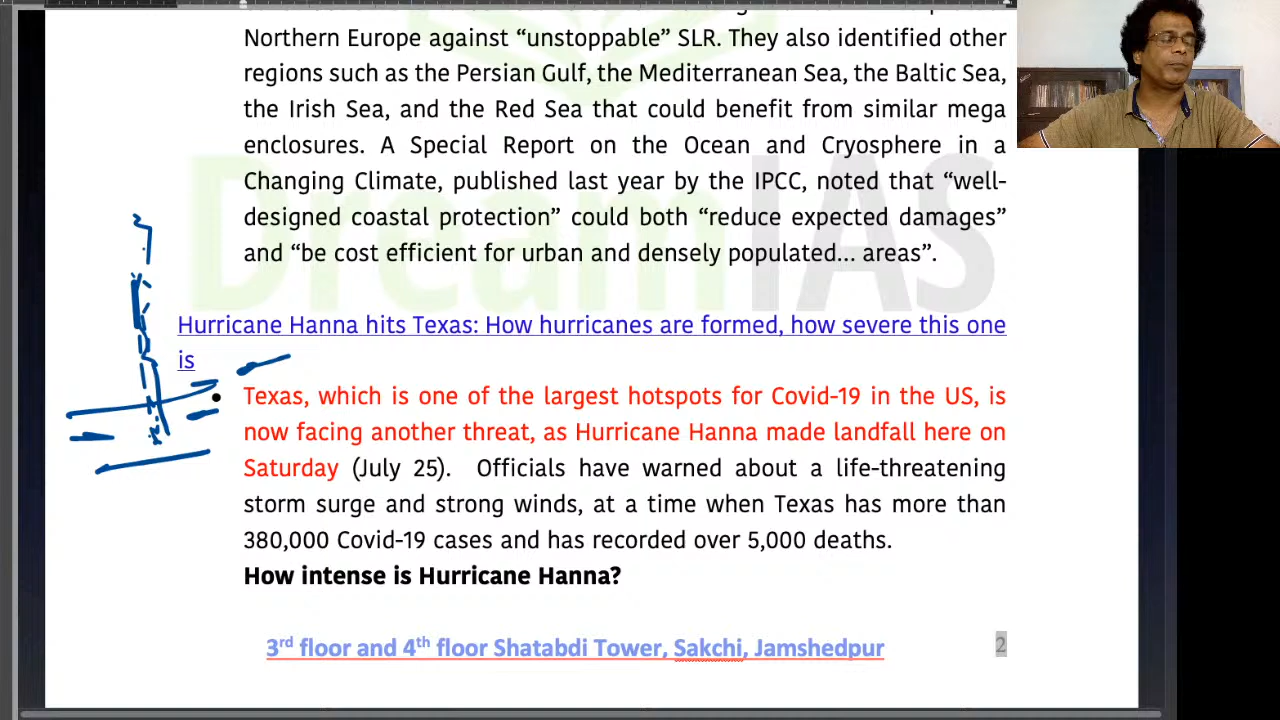 Northern Europe against “unstoppable” SLR. They also identified other
regions such as the Persian Gulf, the Mediterranean Sea, the Baltic Sea,
the Irish Sea, and the Red Sea that could benefit from similar mega
enclosures. A Special Report on the Ocean and Cryosphere in a
Changing Climate, published last year by the IPCC, noted that “well-
designed coastal protection” could both “reduce expected damages”
and “be cost efficient for urban and densely populated... areas”.
DreamIAS
Hurricane Hanna hits Texas: How hurricanes are formed, how severe this one
is
• Texas, which is one of the largest hotspots for Covid-19 in the US, is
now facing another threat, as Hurricane Hanna made landfall here on
Saturday (July 25). Officials have warned about a life-threatening
storm surge and strong winds, at a time when Texas has more than
380,000 Covid-19 cases and has recorded over 5,000 deaths.
How intense is Hurricane Hanna?
3rd floor and 4th floor Shatabdi Tower, Sakchi, Jamshedpur
2